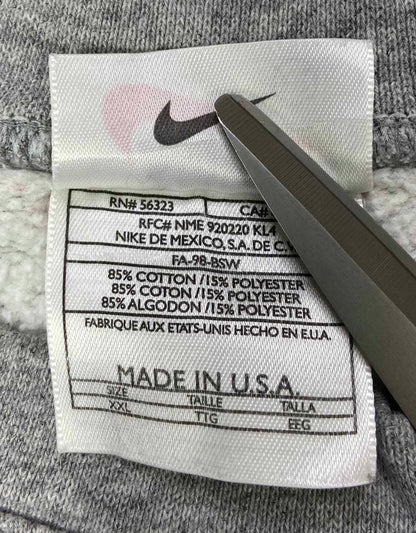 RN# 56323 CA#
RFC# NME 920220 KL4
NIKE DE MEXICO, S.A. DE C.V
FA-98-BSW
85% COTTON /15% POLYESTER
85% COTON /15% POLYESTER
85% ALGODON /15% POLYESTER
FABRIQUE AUX ETATS-UNIS HECHO EN E.U.A.
MADE IN U.S.A.
SIZE TAILLE TALLA
XXL TTG EEG